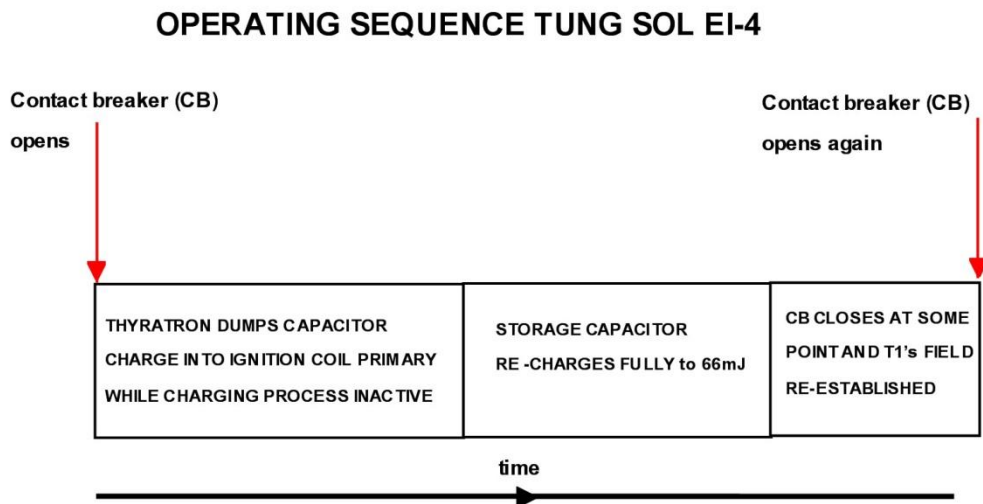 OPERATING SEQUENCE TUNG SOL EI-4
Contact breaker (CB)
opens
Contact breaker (CB)
opens again
THYRATRON DUMPS CAPACITOR
CHARGE INTO IGNITION COIL PRIMARY
WHILE CHARGING PROCESS INACTIVE
STORAGE CAPACITOR
RE -CHARGES FULLY to 66mJ
CB CLOSES AT SOME
POINT AND T1's FIELD
RE-ESTABLISHED
time